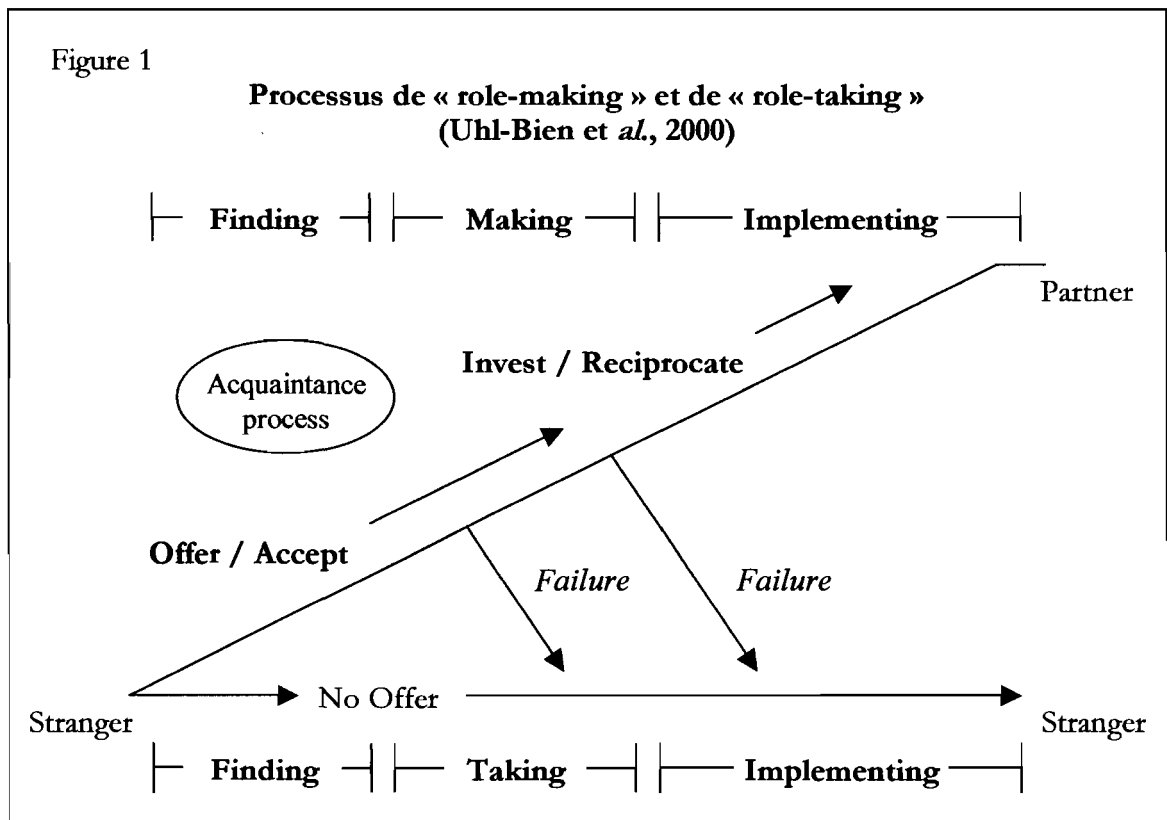 Figure 1
Processus de « role-making » et de « role-taking »
(Uhl-Bien et al., 2000)
Finding Making Implementing
Partner
Invest / Reciprocate
Acquaintance
process
Offer / Accept
Failure Failure
No Offer
Stranger Stranger
Finding Taking Implementing